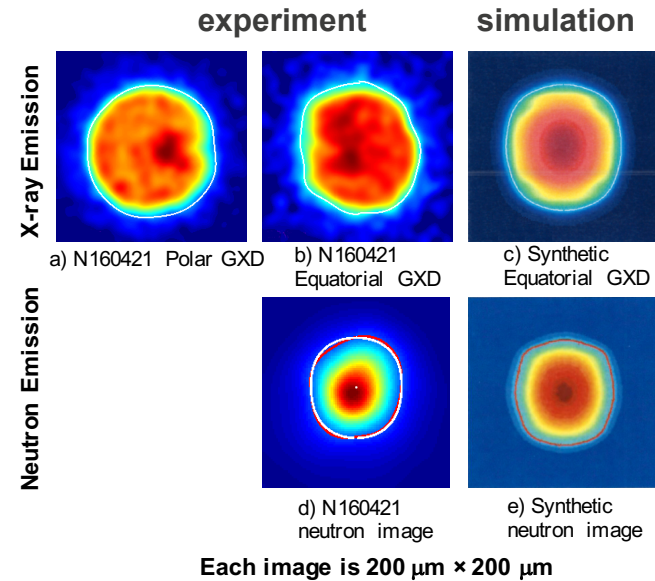 experiment
simulation
X-ray Emission
a) N160421 Polar GXD
b) N160421
Equatorial GXD
c) Synthetic
Equatorial GXD
Neutron Emission
d) N160421
neutron image
e) Synthetic
neutron image
Each image is 200 μm × 200 μm